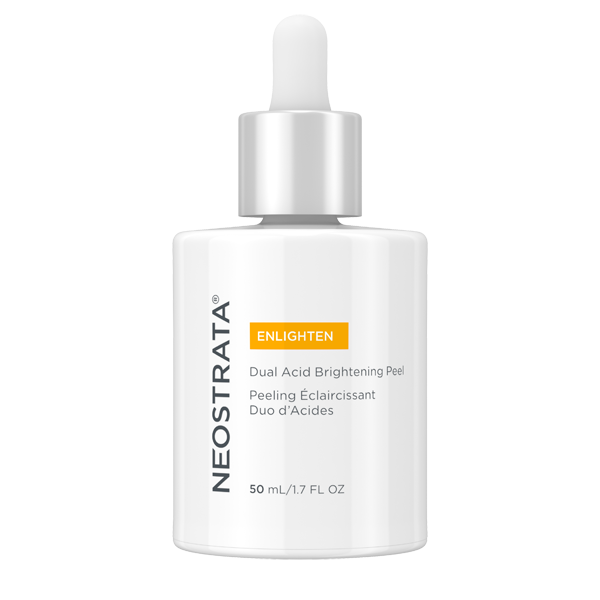 NEOSTRATA®
ENLIGHTEN
Dual Acid Brightening Peel
Peeling Éclaircissant
Duo d'Acides
50 mL/1.7 FL OZ